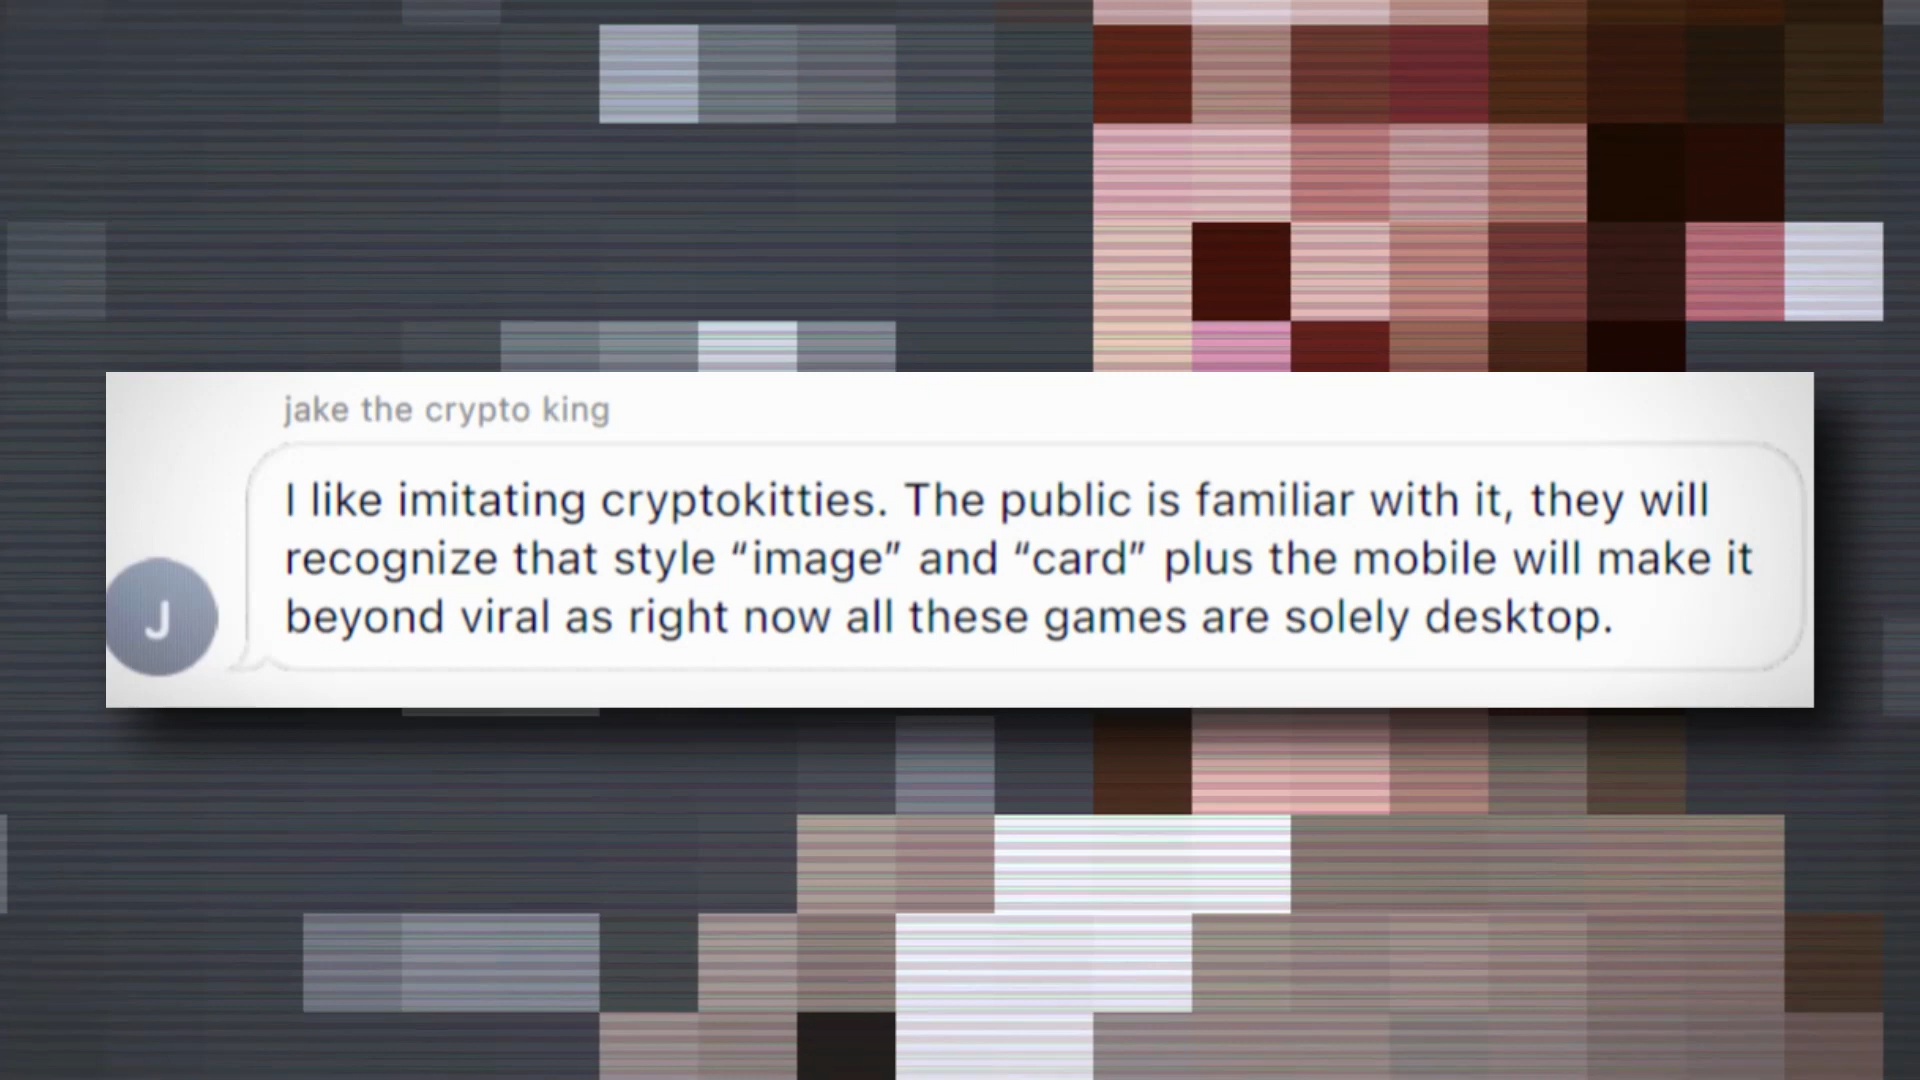 jake the crypto king
I like imitating cryptokitties. The public is familiar with it, they will
recognize that style “image” and “card” plus the mobile will make it
J
beyond viral as right now all these games are solely desktop.